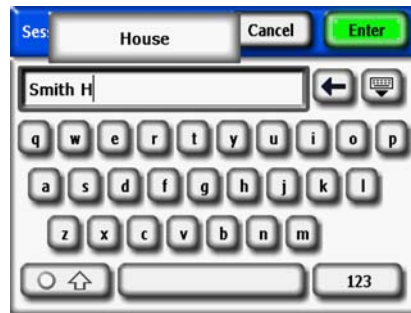 Ses House Cancel Enter
Smith H
q w e r t y u i o p
a s d f g h j k l
z x c v b n m
123